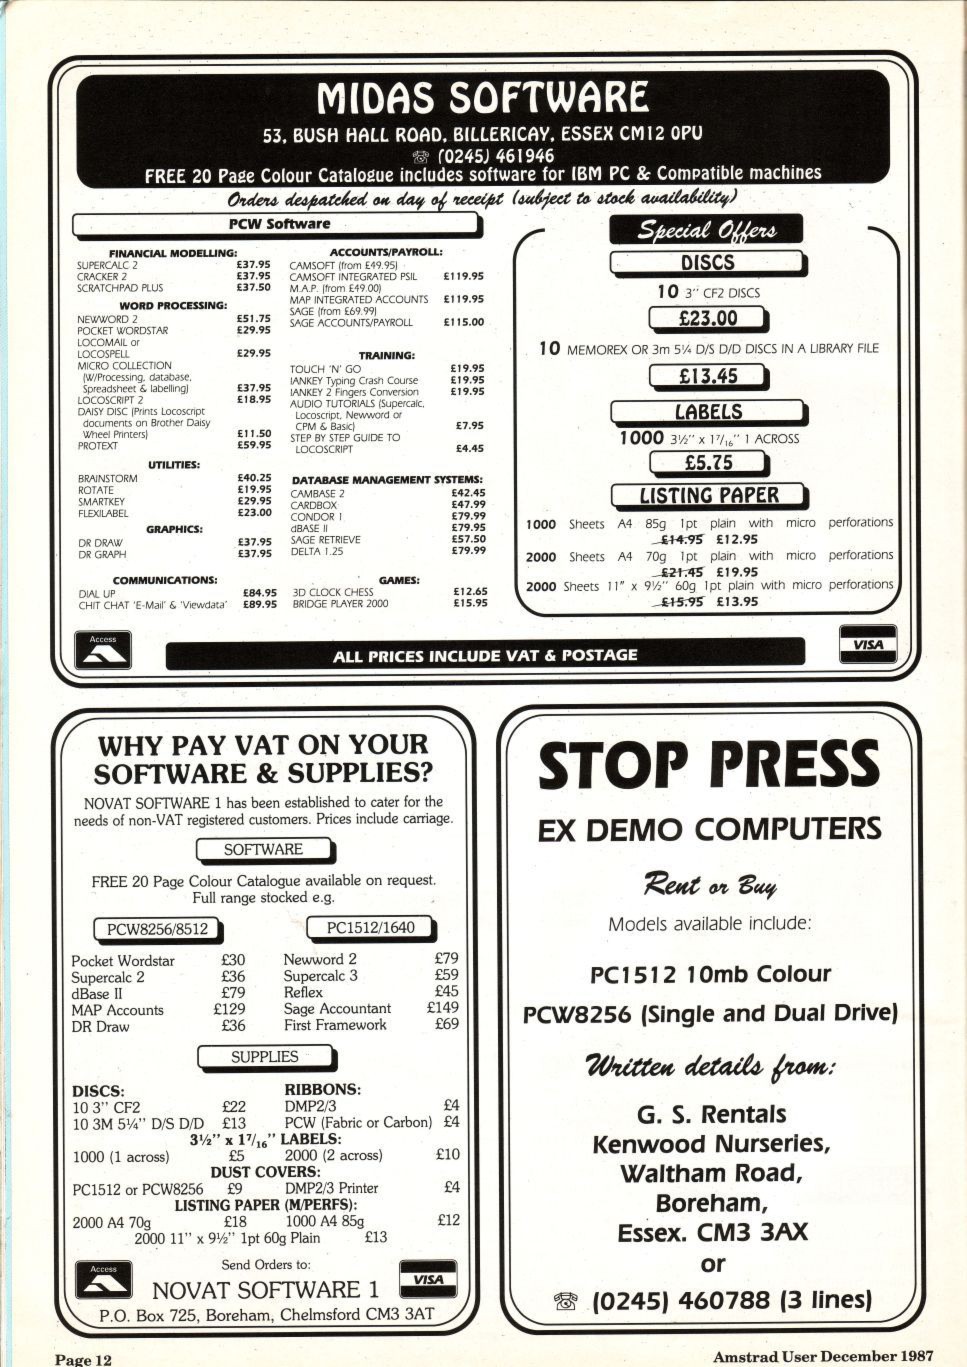 MIDAS SOFTWARE
53, BUSH HALL ROAD, BILLERICAY, ESSEX CM12 0PU
(0245) 461946
FREE 20 Page Colour Catalogue includes software for IBM PC & Compatible machines
Orders despatched on day of receipt (subject to stock availability)
PCW Software
FINANCIAL MODELLING:
SUPERCALC 2 £37.95
CRACKER 2 £37.95
SCRATCHPAD PLUS £37.50
WORD PROCESSING:
NEWWORD 2 £51.75
POCKET WORDSTAR £29.95
LOCOMAIL or
LOCOSPELL £29.95
MICRO COLLECTION
(W/Processing, database,
Spreadsheet & labelling) £37.95
LOCOSCRIPT 2 £18.95
DAISY DISC (Prints Locoscript
documents on Brother Daisy
Wheel Printers) £11.50
PROTEXT £59.95
UTILITIES:
BRAINSTORM £40.25
ROTATE £19.95
SMARTKEY £29.95
FLEXILABEL £23.00
GRAPHICS:
DR DRAW £37.95
DR GRAPH £37.95
COMMUNICATIONS:
DIAL UP £84.95
CHIT CHAT 'E-Mail' & 'Viewdata' £89.95
ACCOUNTS/PAYROLL:
CAMSOFT (from £49.95)
CAMSOFT INTEGRATED PSIL £119.95
M.A.P. (from £49.00)
MAP INTEGRATED ACCOUNTS £119.95
SAGE (from £69.99)
SAGE ACCOUNTS/PAYROLL £115.00
TRAINING:
TOUCH 'N' GO £19.95
IANKEY Typing Crash Course £19.95
IANKEY 2 Fingers Conversion £19.95
AUDIO TUTORIALS (Supercalc,
Locoscript, Newword or
CPM & Basic) £7.95
STEP BY STEP GUIDE TO
LOCOSCRIPT £4.45
DATABASE MANAGEMENT SYSTEMS:
CAMBASE 2 £42.45
CARDBOX £47.99
CONDOR 1 £79.99
dBASE II £79.95
SAGE RETRIEVE £57.50
DELTA 1.25 £79.99
GAMES:
3D CLOCK CHESS £12.65
BRIDGE PLAYER 2000 £15.95
Special Offers
DISCS
10 3" CF2 DISCS
£23.00
10 MEMOREX OR 3m 5¼ D/S D/D DISCS IN A LIBRARY FILE
£13.45
LABELS
1000 3½" x 1⁷/₁₆" 1 ACROSS
£5.75
LISTING PAPER
1000 Sheets A4 85g 1pt plain with micro perforations
£14.95 £12.95
2000 Sheets A4 70g 1pt plain with micro perforations
£21.45 £19.95
2000 Sheets 11" x 9½" 60g 1pt plain with micro perforations
£15.95 £13.95
Access
ALL PRICES INCLUDE VAT & POSTAGE
VISA
WHY PAY VAT ON YOUR
SOFTWARE & SUPPLIES?
NOVAT SOFTWARE 1 has been established to cater for the
needs of non-VAT registered customers. Prices include carriage.
SOFTWARE
FREE 20 Page Colour Catalogue available on request.
Full range stocked e.g.
PCW8256/8512
Pocket Wordstar £30
Supercalc 2 £36
dBase II £79
MAP Accounts £129
DR Draw £36
PC1512/1640
Newword 2 £79
Supercalc 3 £59
Reflex £45
Sage Accountant £149
First Framework £69
SUPPLIES
DISCS: RIBBONS:
10 3" CF2 £22 DMP2/3 £4
10 3M 5¼" D/S D/D £13 PCW (Fabric or Carbon) £4
3½" x 1⁷/₁₆" LABELS:
1000 (1 across) £5 2000 (2 across) £10
DUST COVERS:
PC1512 or PCW8256 £9 DMP2/3 Printer £4
LISTING PAPER (M/PERFS):
2000 A4 70g £18 1000 A4 85g £12
2000 11" x 9½" 1pt 60g Plain £13
Send Orders to:
Access
NOVAT SOFTWARE 1
VISA
P.O. Box 725, Boreham, Chelmsford CM3 3AT
STOP PRESS
EX DEMO COMPUTERS
Rent or Buy
Models available include:
PC1512 10mb Colour
PCW8256 (Single and Dual Drive)
Written details from:
G. S. Rentals
Kenwood Nurseries,
Waltham Road,
Boreham,
Essex. CM3 3AX
or
(0245) 460788 (3 lines)
Page 12
Amstrad User December 1987